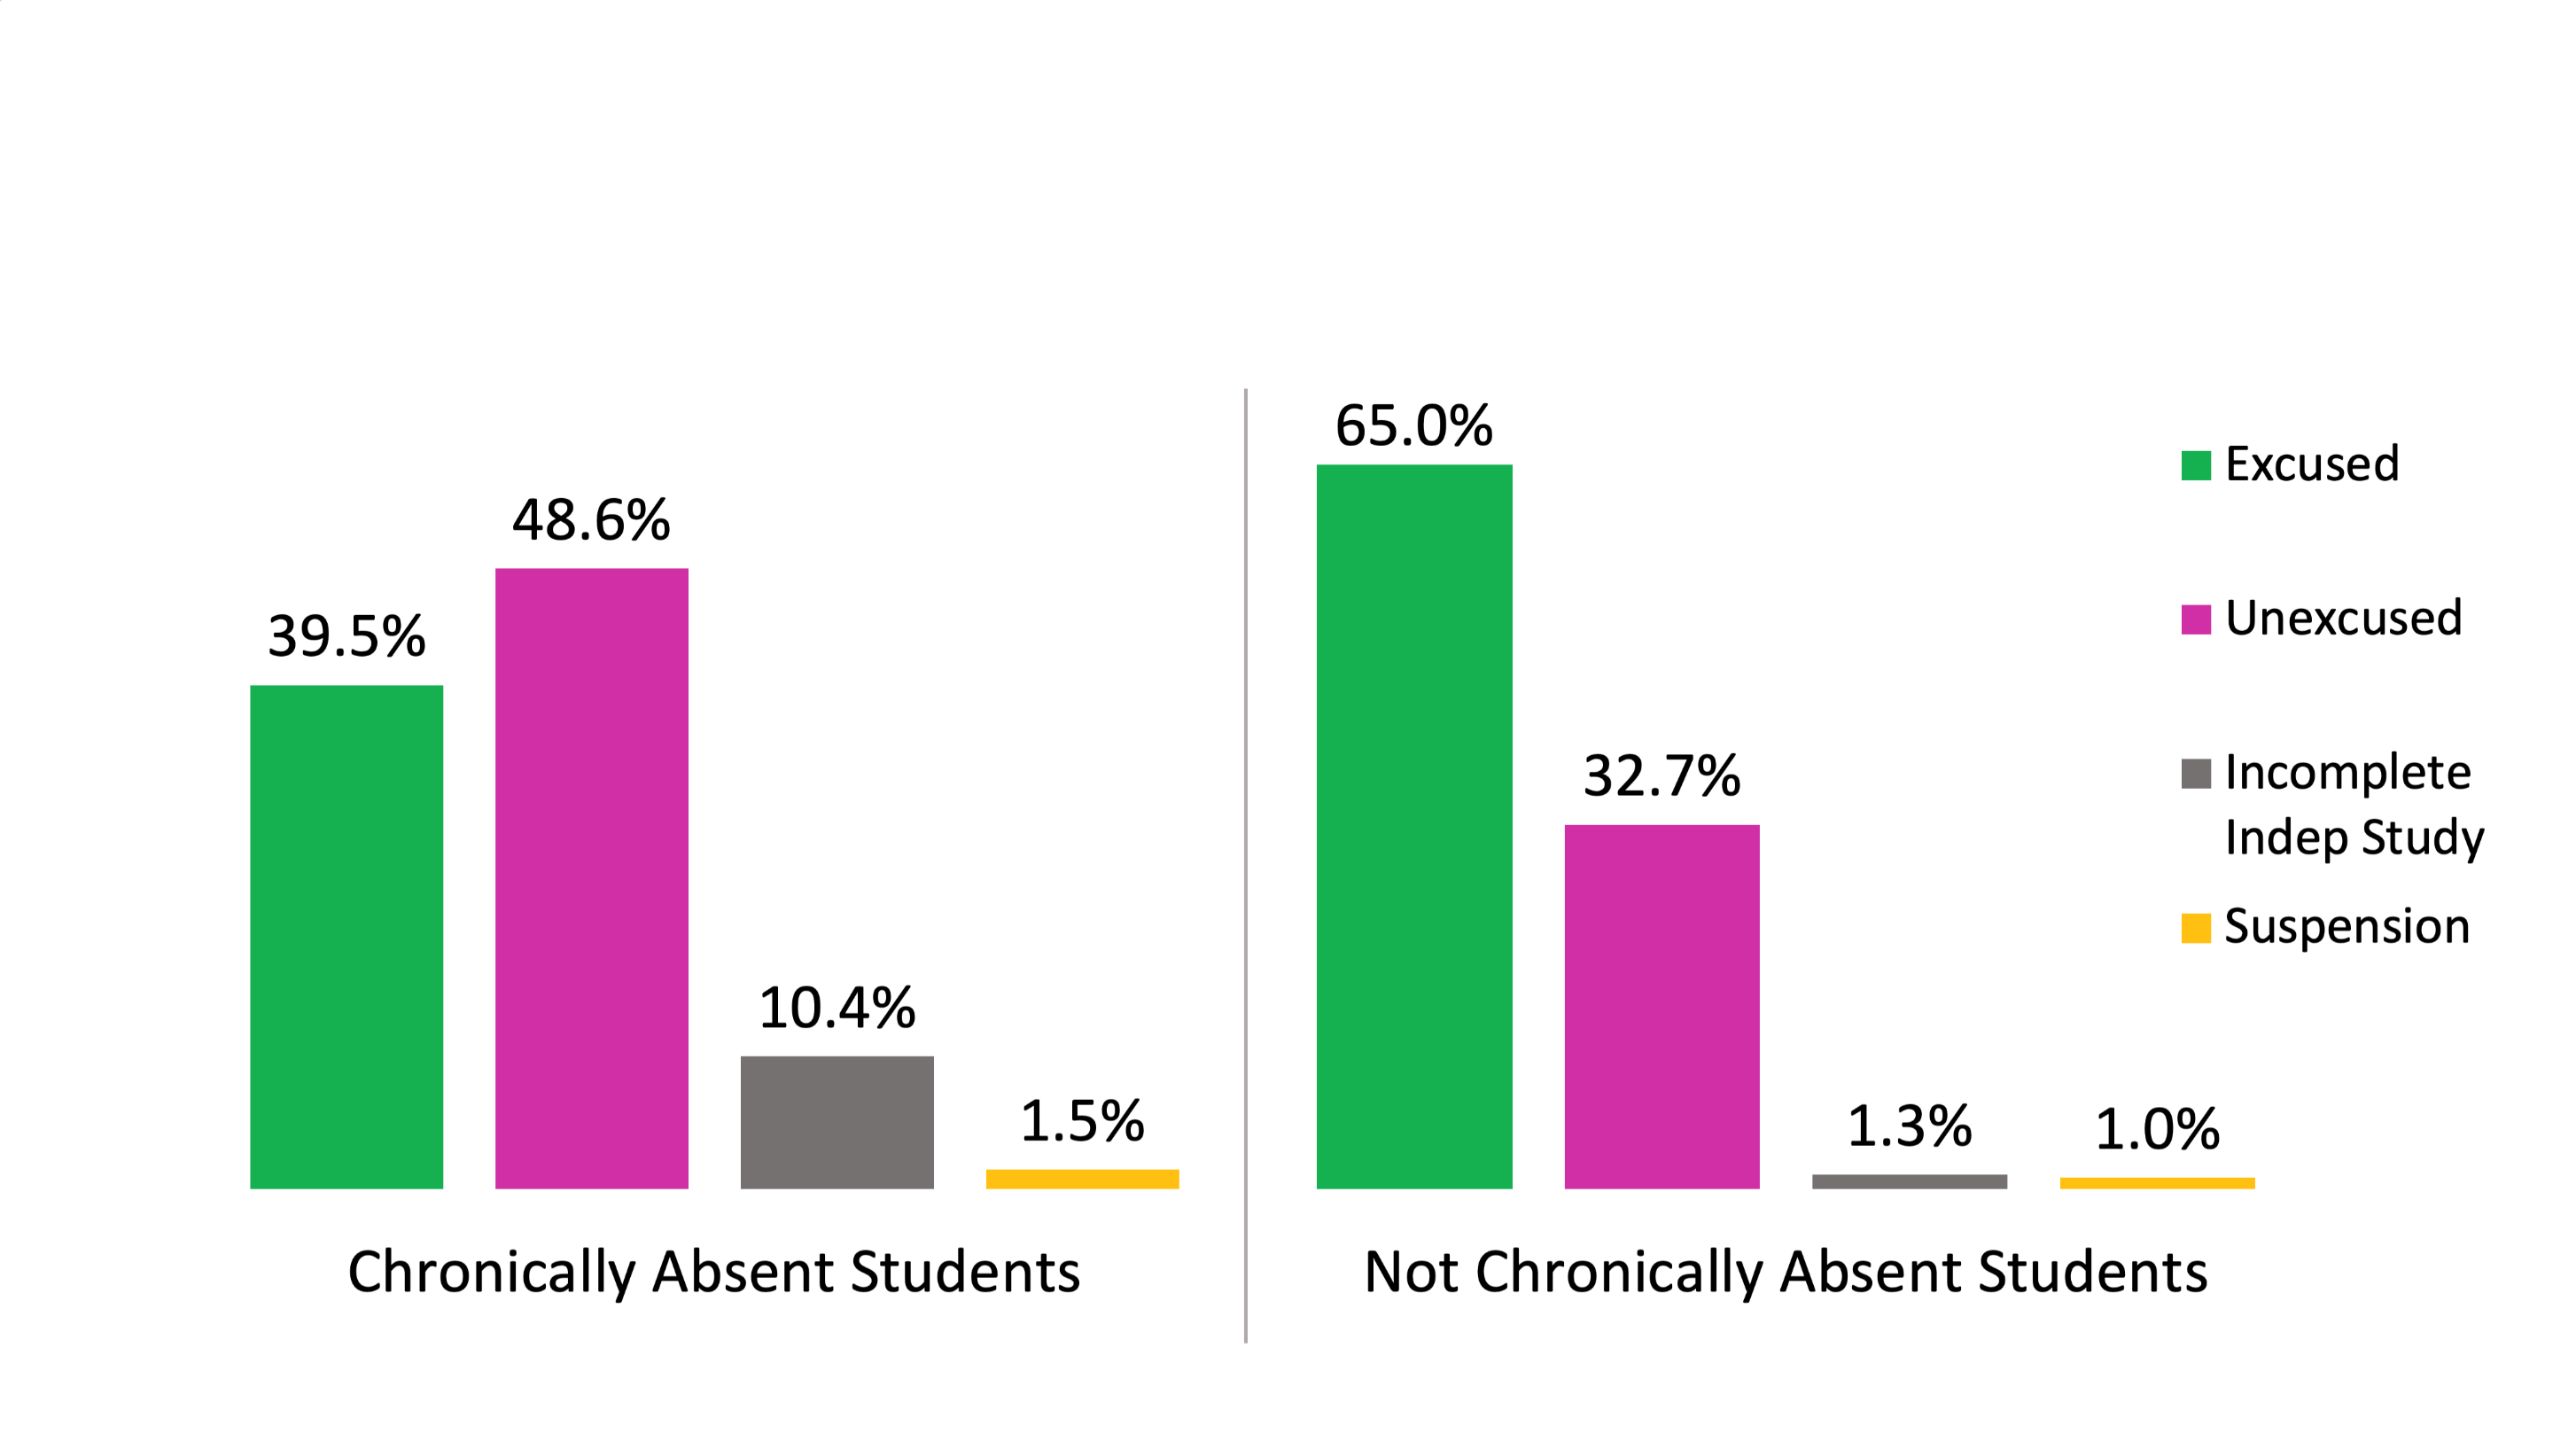 39.5%
48.6%
10.4%
1.5%
Chronically Absent Students
65.0%
32.7%
1.3%
1.0%
Not Chronically Absent Students
Excused
Unexcused
Incomplete
Indep Study
Suspension